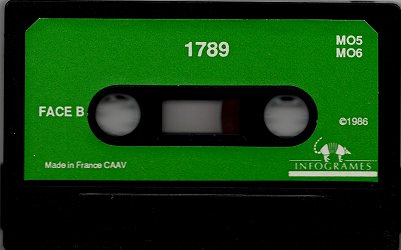 1789
MO5
MO6
FACE B
©1986
Made in France CAAV
INFOGRAMES